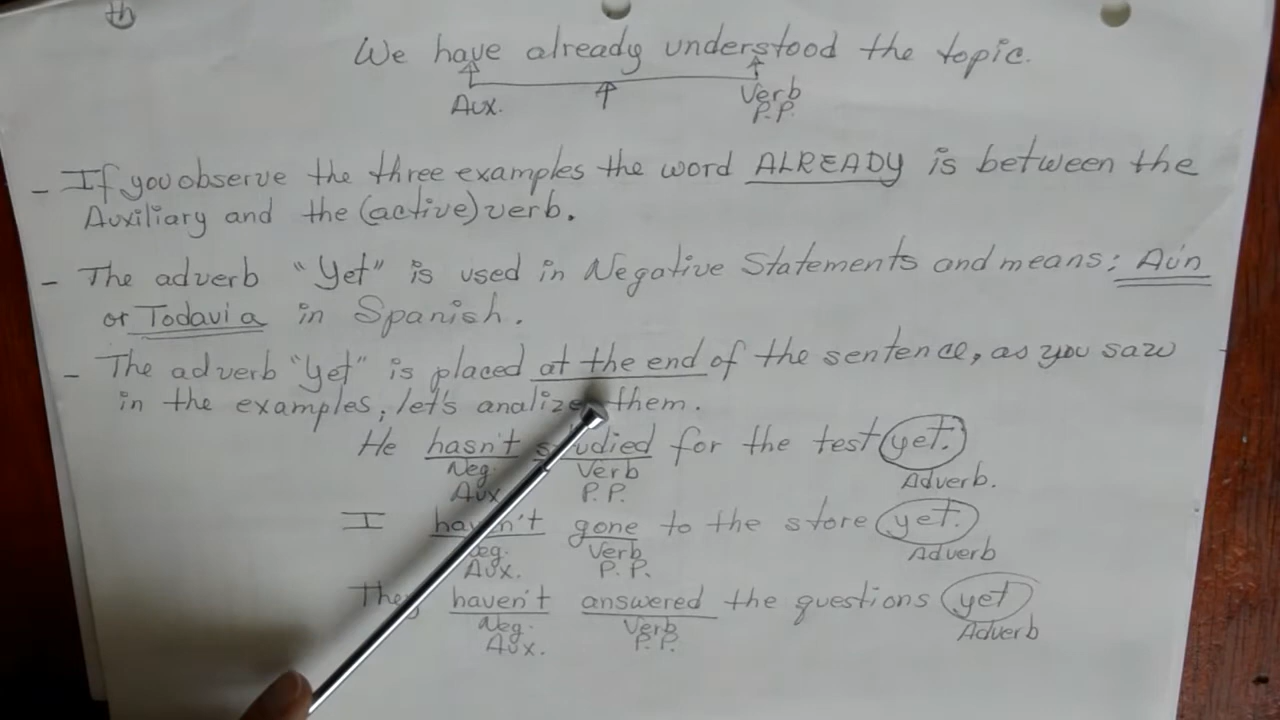 th
We have already understood the topic.
Aux. Verb
P.P.
- If you observe the three examples the word ALREADY is between the
Auxiliary and the (active) verb.
- The adverb "Yet" is used in Negative Statements and means: Aún
or Todavia in Spanish.
- The adverb "Yet" is placed at the end of the sentence, as you saw
in the examples, let's analize them.
He hasn't studied for the test yet.
Neg. Verb Adverb.
Aux P.P.
I haven't gone to the store yet.
Neg. Verb Adverb
Aux. P.P.
They haven't answered the questions yet
Neg. Verb Adverb
Aux. P.P.